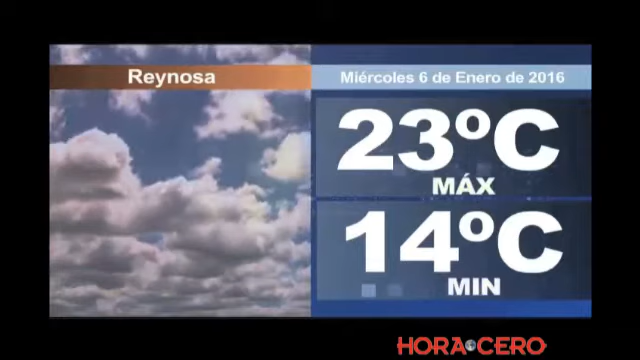 Reynosa
Miércoles 6 de Enero de 2016
23ºC
MÁX
14ºC
MIN
HORA CERO